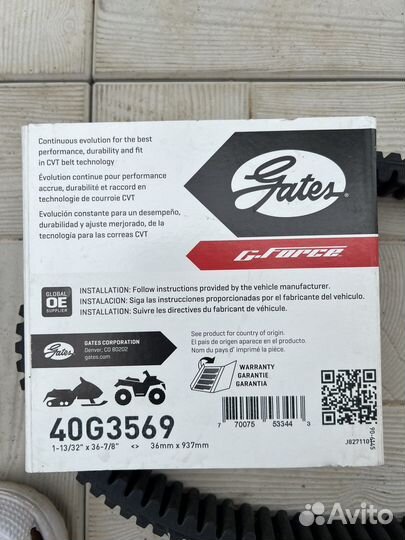 Continuous evolution for the best
performance, durability and fit
in CVT belt technology
Évolution continue pour performance
accrue, durabilité et raccord en
technologie de courroie CVT
Evolución constante para un desempeño,
durabilidad y ajuste mejorado, de la
tecnología para las correas CVT
Gates®
G-Force
GLOBAL
OE
SUPPLIER
INSTALLATION: Follow instructions provided by the vehicle manufacturer.
INSTALACION: Siga las instrucciones proporcionadas por el fabricante del vehículo.
INSTALLATION: Suivre les directives du fabricant de véhicule.
Gates
GATES CORPORATION
Denver, CO 80202
gates.com
See product for country of origin.
El país de origen aparece en el producto.
Nom du pays d' imprimé la pièce.
WARRANTY
GARANTIE
GARANTIA
40G3569
1-13/32" x 36-7/8" <> 36mm x 937mm
7 70075 53344 3
J827110
Avito